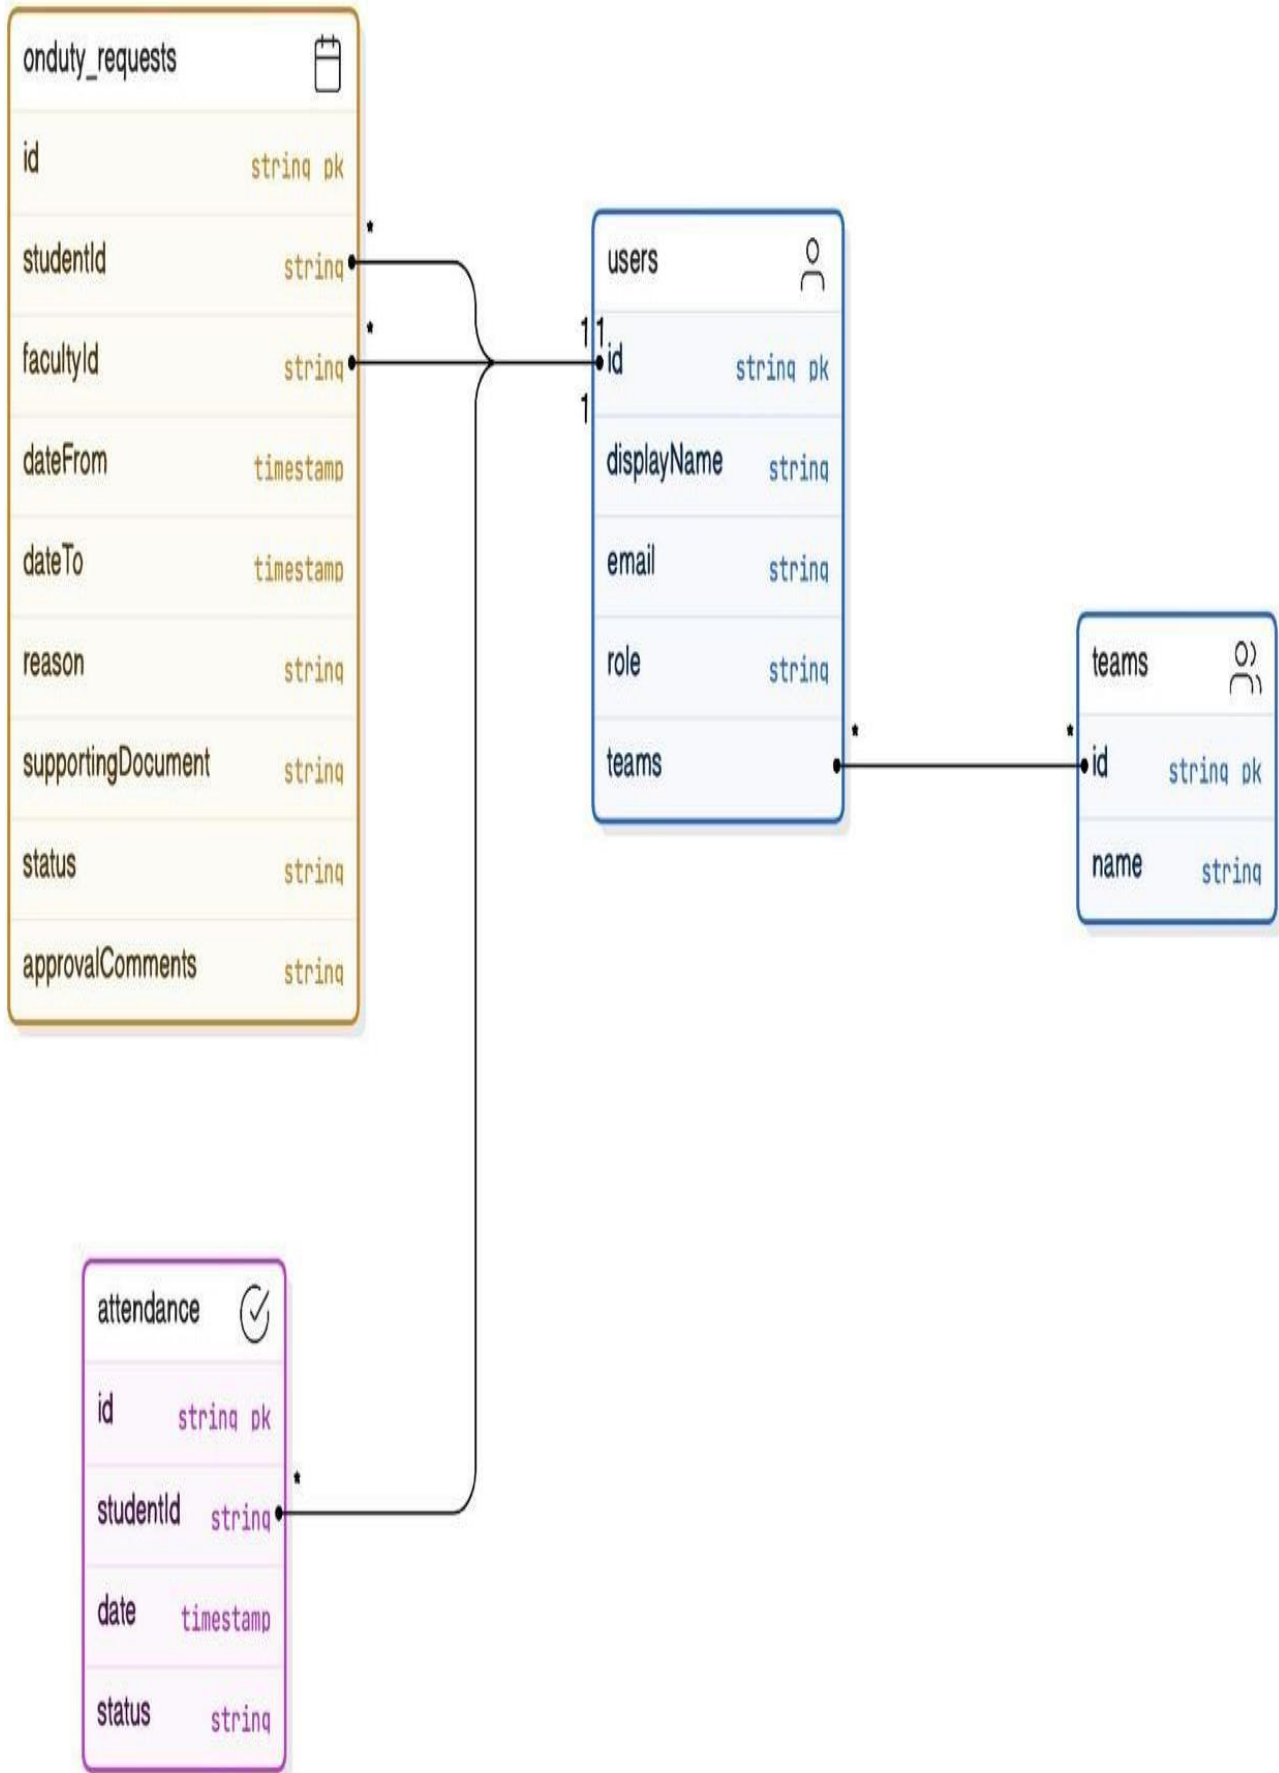 onduty_requests
id string pk
studentId string
facultyId string
dateFrom timestamp
dateTo timestamp
reason string
supportingDocument string
status string
approvalComments string
*
*
users
1 1
id string pk
1
displayName string
email string
role string
teams
*
*
teams
id string pk
name string
attendance
id string pk
*
studentId string
date timestamp
status string